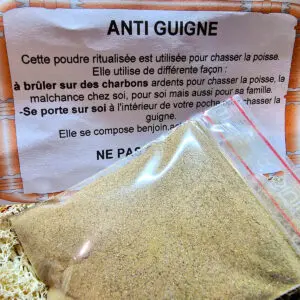 ANTI GUIGNE
Cette poudre ritualisée est utilisée pour chasser la poisse.
Elle utilise de différente façon :
à brûler sur des charbons ardents pour chasser la poisse, la
malchance chez soi, pour soi mais aussi pour sa famille.
-Se porte sur soi à l'intérieur de votre poche pour chasser la
guigne.
Elle se compose benjoin,
NE PAS